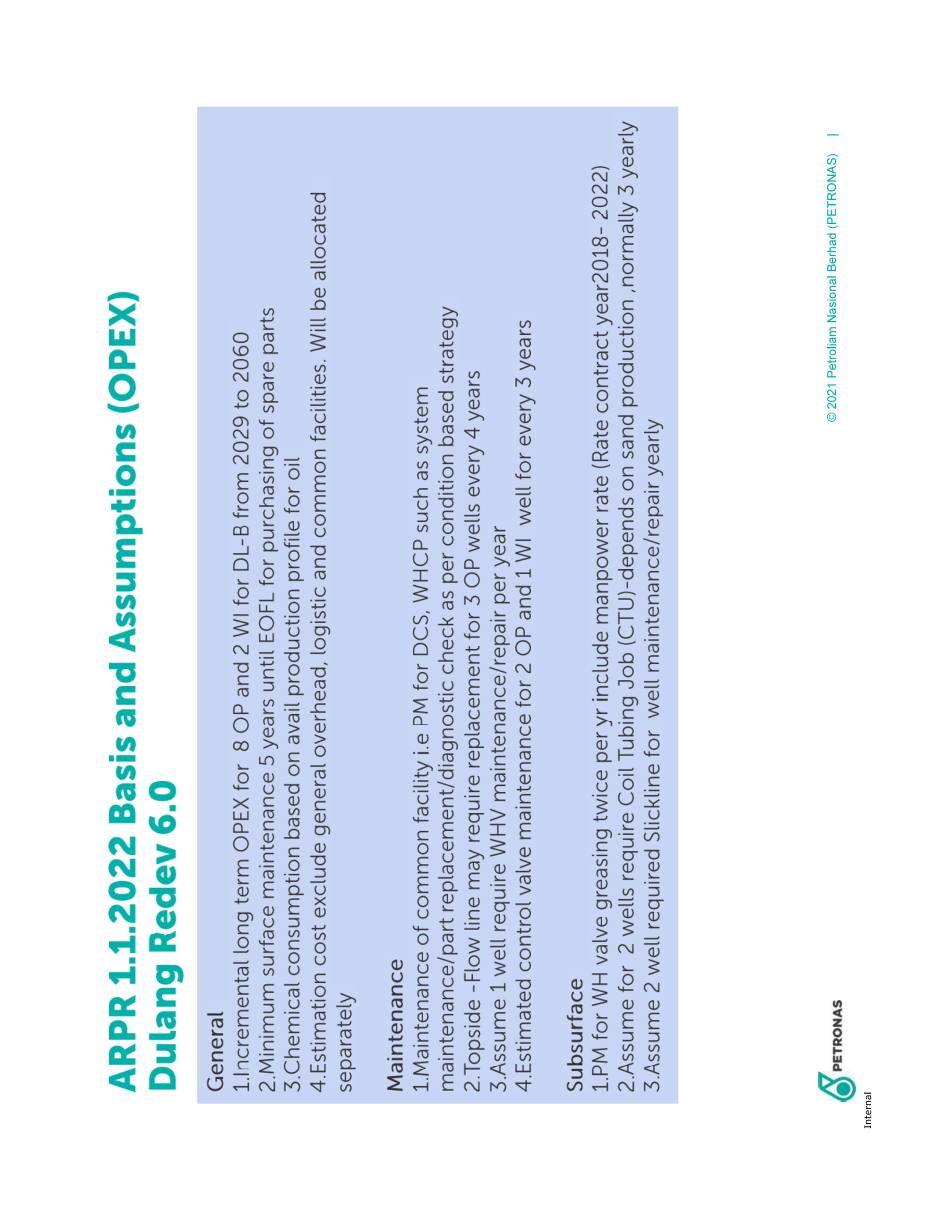 ARPR 1.1.2022 Basis and Assumptions (OPEX)
Dulang Redev 6.0
General
1.Incremental long term OPEX for  8 OP and 2 WI for DL-B from 2029 to 2060
2.Minimum surface maintenance 5 years until EOFL for purchasing of spare parts
3.Chemical consumption based on avail production profile for oil
4.Estimation cost exclude general overhead, logistic and common facilities. Will be allocated
separately
Maintenance
1.Maintenance of common facility i.e PM for DCS, WHCP such as system
maintenance/part replacement/diagnostic check as per condition based strategy
2.Topside -Flow line may require replacement for 3 OP wells every 4 years
3.Assume 1 well require WHV maintenance/repair per year
4.Estimated control valve maintenance for 2 OP and 1 WI  well for every 3 years
Subsurface
1.PM for WH valve greasing twice per yr include manpower rate (Rate contract year2018- 2022)
2.Assume for  2 wells require Coil Tubing Job (CTU)-depends on sand production ,normally 3 yearly
3.Assume 2 well required Slickline for  well maintenance/repair yearly
PETRONAS
© 2021 Petroliam Nasional Berhad (PETRONAS)    |
Internal